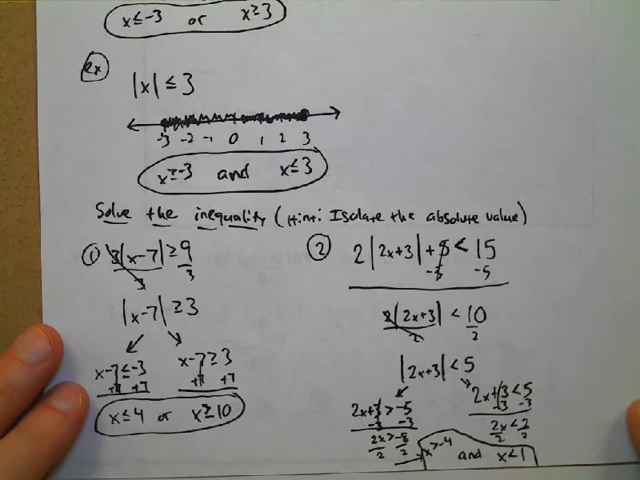 x≤-3 or x≥3
ex
|x| ≤ 3
-3 -2 -1 0 1 2 3
x≥-3 and x≤3
Solve the inequality (Hint: Isolate the absolute value)
① 3|x-7| ≥ 9
3 3
|x-7| ≥ 3
x-7≤-3 x-7≥3
+7 +7 +7 +7
x≤4 or x≥10
② 2|2x+3|+5 < 15
-5 -5
2|2x+3| < 10
2 2
|2x+3| < 5
2x+3>-5 2x+3<5
-3 -3 -3 -3
2x>-8 2x<2
2 2 2 2
x>-4 and x<1